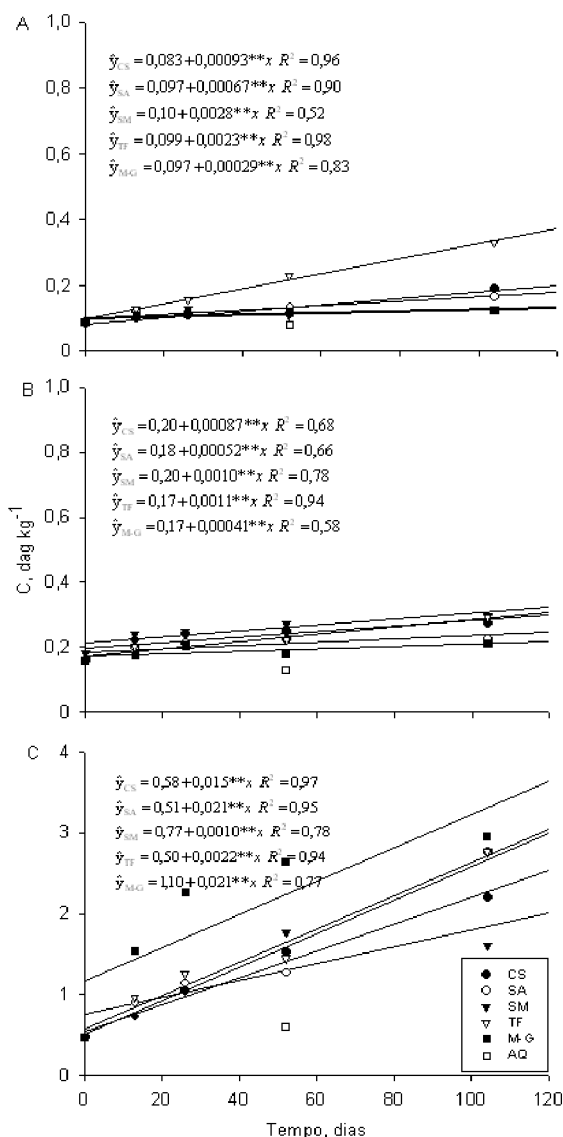 A
1,0
ŷCS =0,083+0,00093**x R² =0,96
ŷSA =0,097+0,00067**x R² =0,90
ŷSM =0,10+0,0028**x R² =0,52
ŷTF =0,099+0,0023**x R² =0,98
ŷM-G =0,097+0,00029**x R² =0,83
0,8
0,6
0,4
0,2
0
B
1,0
ŷCS =0,20+0,00087**x R² =0,68
ŷSA =0,18+0,00052**x R² =0,66
ŷSM =0,20+0,0010**x R² =0,78
ŷTF =0,17+0,0011**x R² =0,94
ŷM-G =0,17+0,00041**x R² =0,58
0,8
0,6
0,4
0,2
0
C, dag kg-1
C
4
ŷCS =0,58+0,015**x R² =0,97
ŷSA =0,51+0,021**x R² =0,95
ŷSM =0,77+0,0010**x R² =0,78
ŷTF =0,50+0,0022**x R² =0,94
ŷM-G =1,10+0,021**x R² =0,77
3
2
1
0
CS
SA
SM
TF
M-G
AQ
0 20 40 60 80 100 120
Tempo, dias